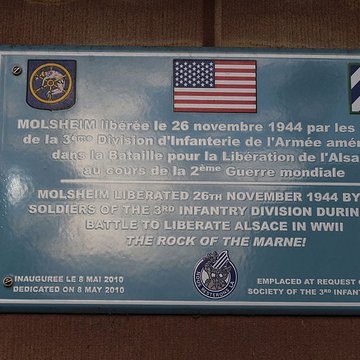 MOLSHEIM libérée le 26 novembre 1944 par les
de la 3ème Division d'Infanterie de l'Armée amér
dans la Bataille pour la Libération de l'Alsa
au cours de la 2ème Guerre mondiale
MOLSHEIM LIBERATED 26TH NOVEMBER 1944 BY
SOLDIERS OF THE 3RD INFANTRY DIVISION DURIN
BATTLE TO LIBERATE ALSACE IN WWII
THE ROCK OF THE MARNE!
INAUGUREE LE 8 MAI 2010
DEDICATED ON 8 MAY 2010
EMPLACED AT REQUEST O
SOCIETY OF THE 3RD INFANT